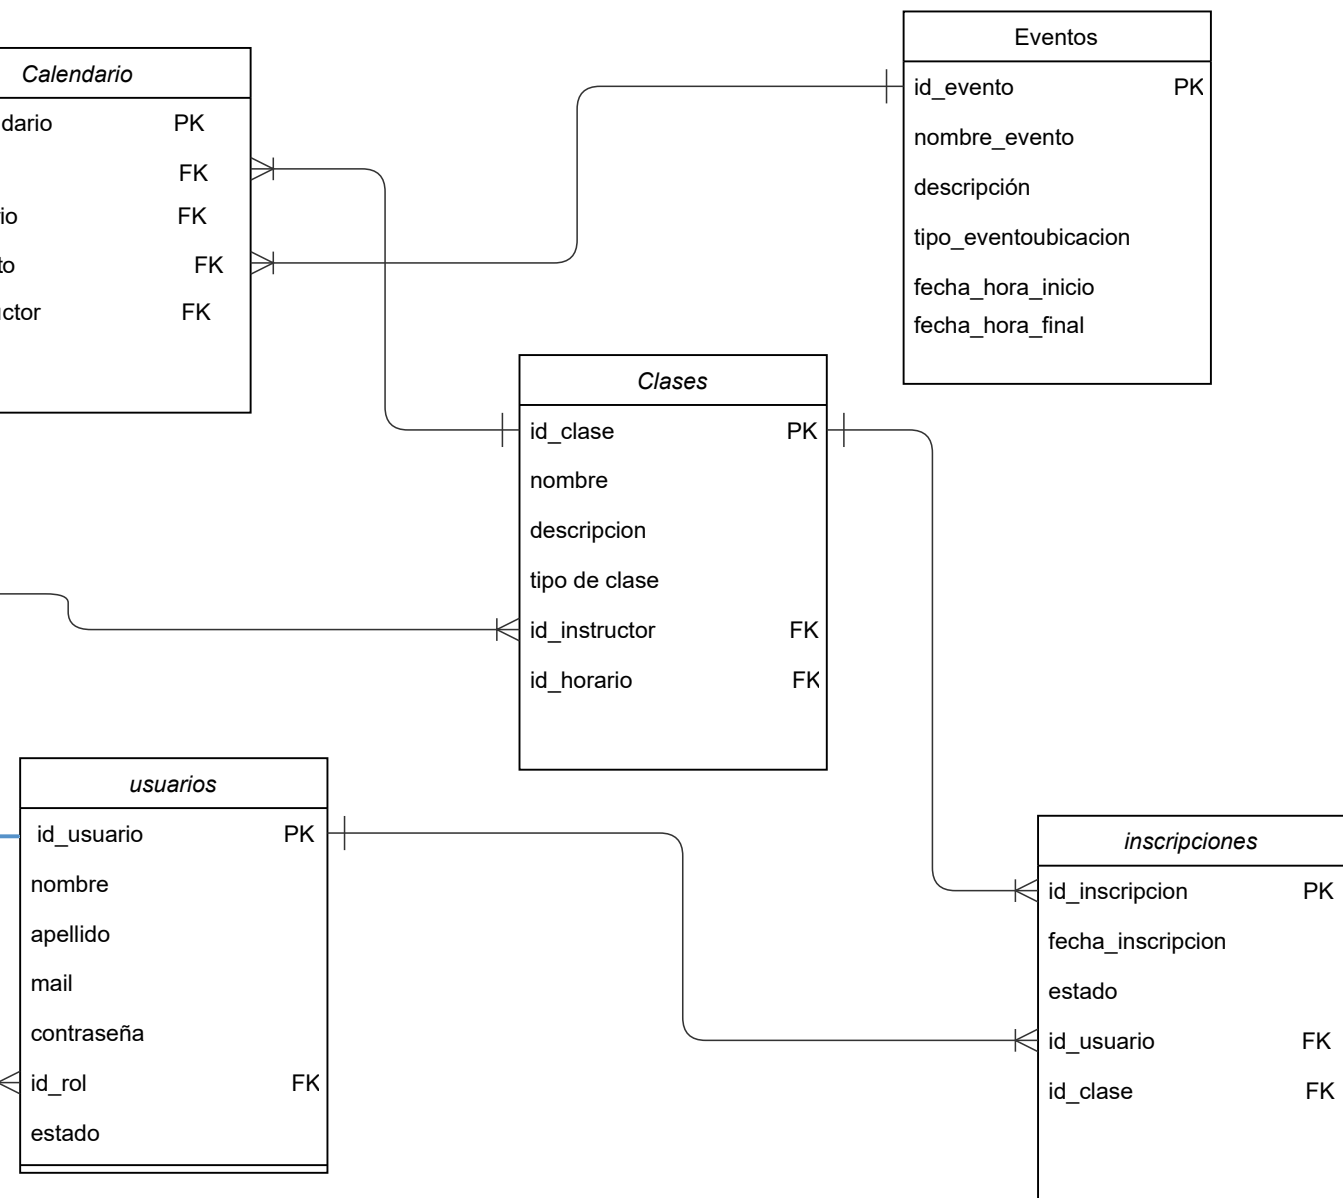 Calendario
dario PK
FK
io FK
to FK
ctor FK
Eventos
id_evento PK
nombre_evento
descripción
tipo_eventoubicacion
fecha_hora_inicio
fecha_hora_final
Clases
id_clase PK
nombre
descripcion
tipo de clase
id_instructor FK
id_horario FK
usuarios
id_usuario PK
nombre
apellido
mail
contraseña
id_rol FK
estado
inscripciones
id_inscripcion PK
fecha_inscripcion
estado
id_usuario FK
id_clase FK